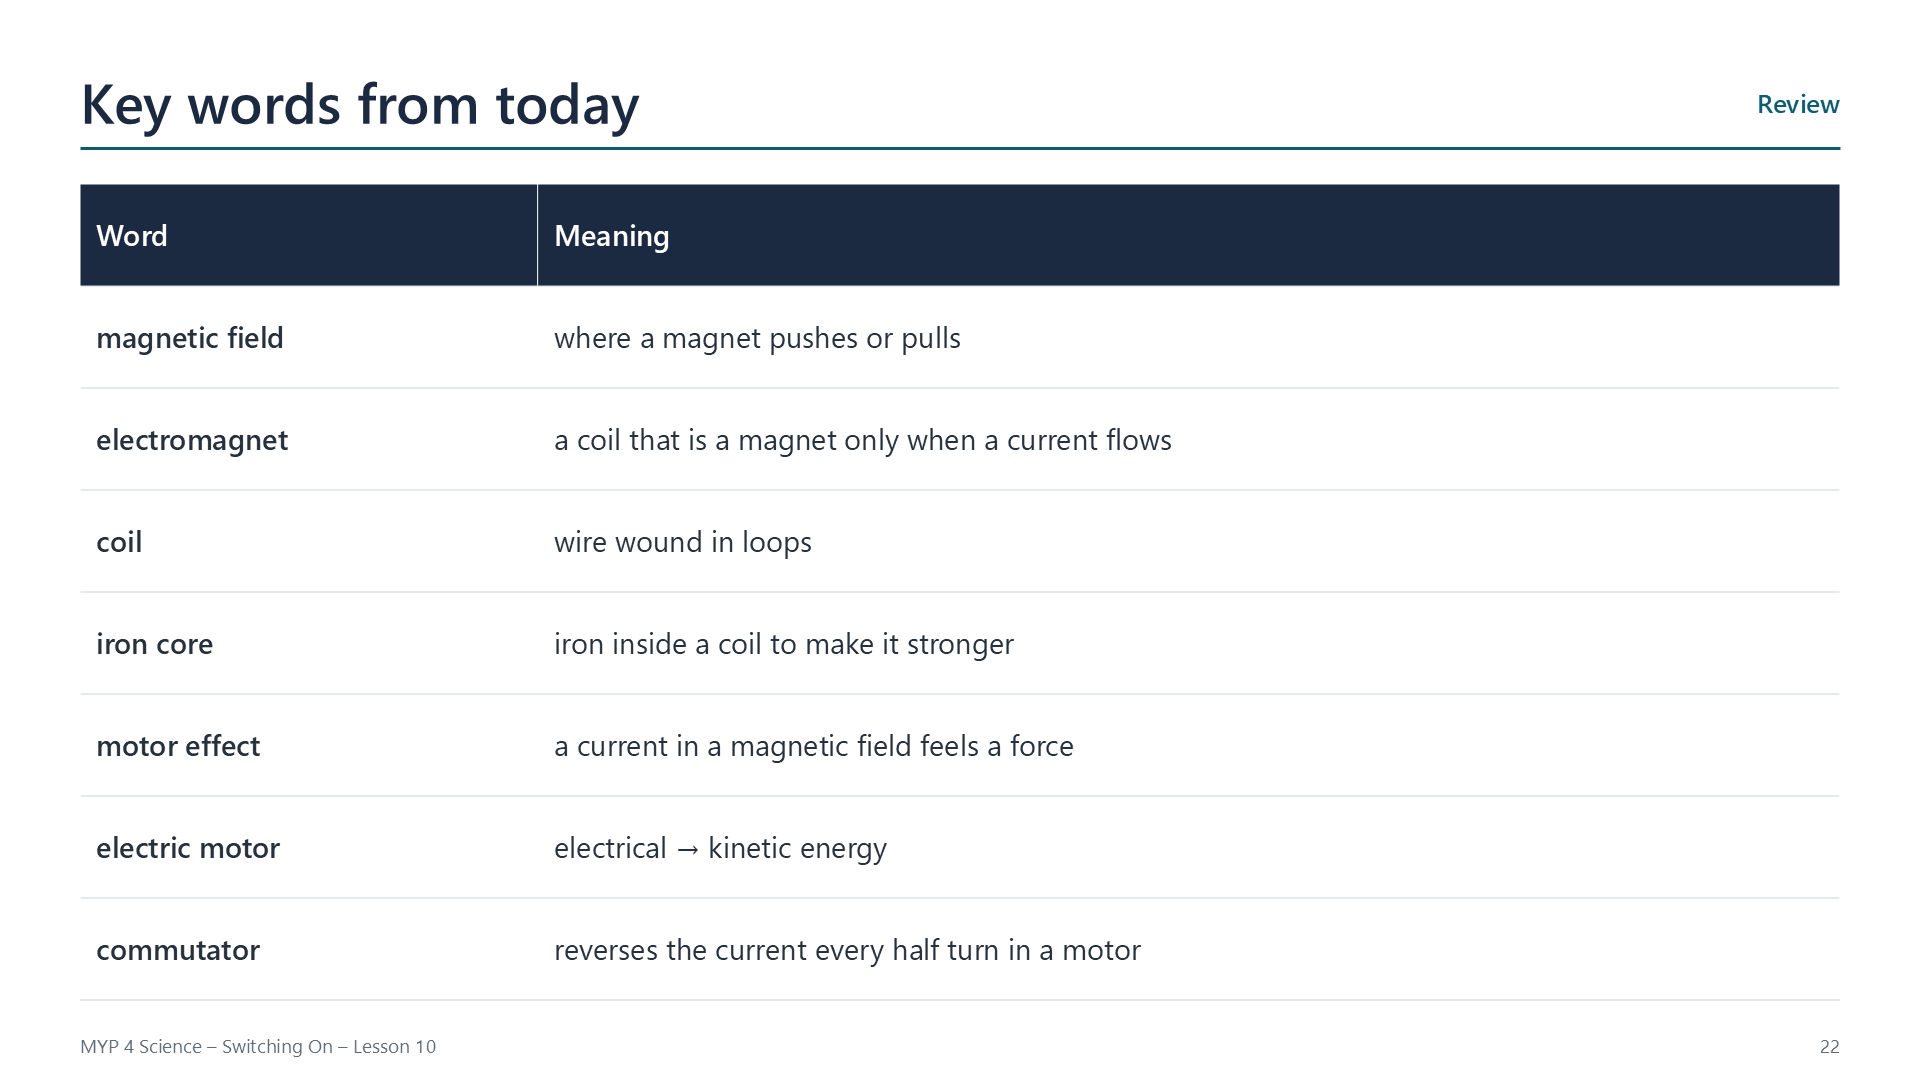 Key words from today
Review
Word Meaning
magnetic field where a magnet pushes or pulls
electromagnet a coil that is a magnet only when a current flows
coil wire wound in loops
iron core iron inside a coil to make it stronger
motor effect a current in a magnetic field feels a force
electric motor electrical → kinetic energy
commutator reverses the current every half turn in a motor
MYP 4 Science – Switching On – Lesson 10
22